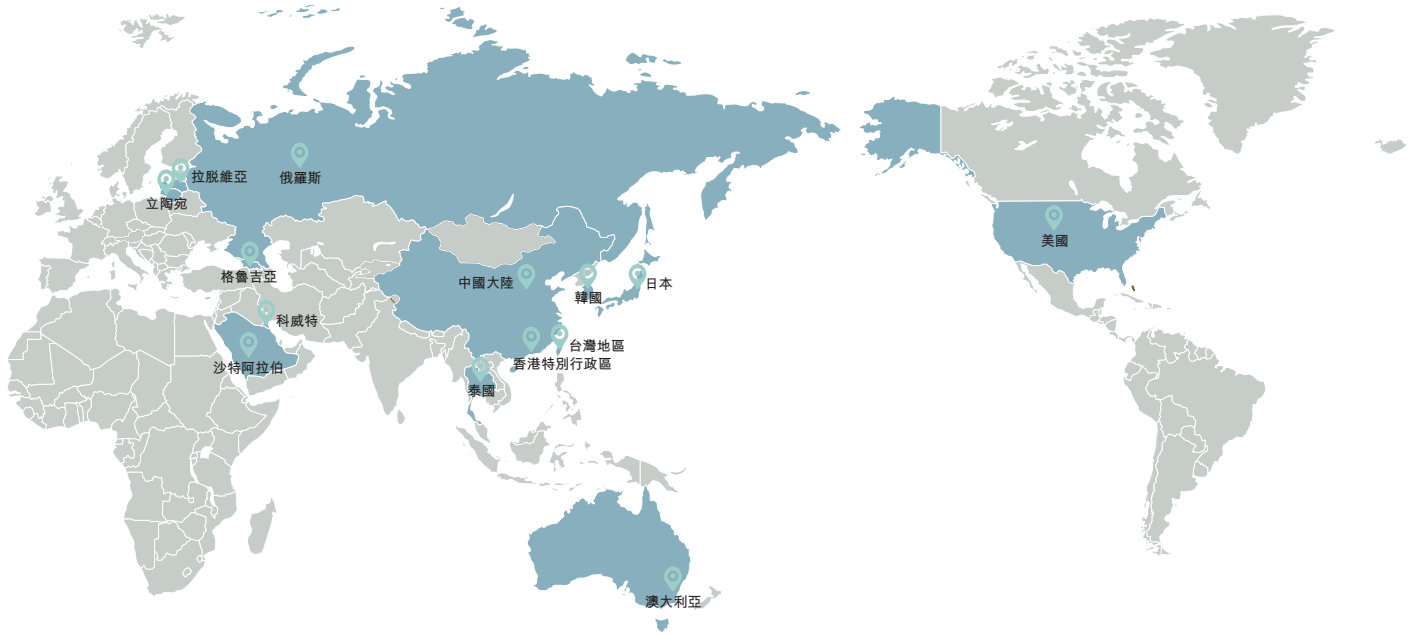 拉脱維亞
俄羅斯
立陶宛
美國
格魯吉亞
中國大陸
日本
韓國
科威特
台灣地區
香港特別行政區
沙特阿拉伯
泰國
澳大利亞